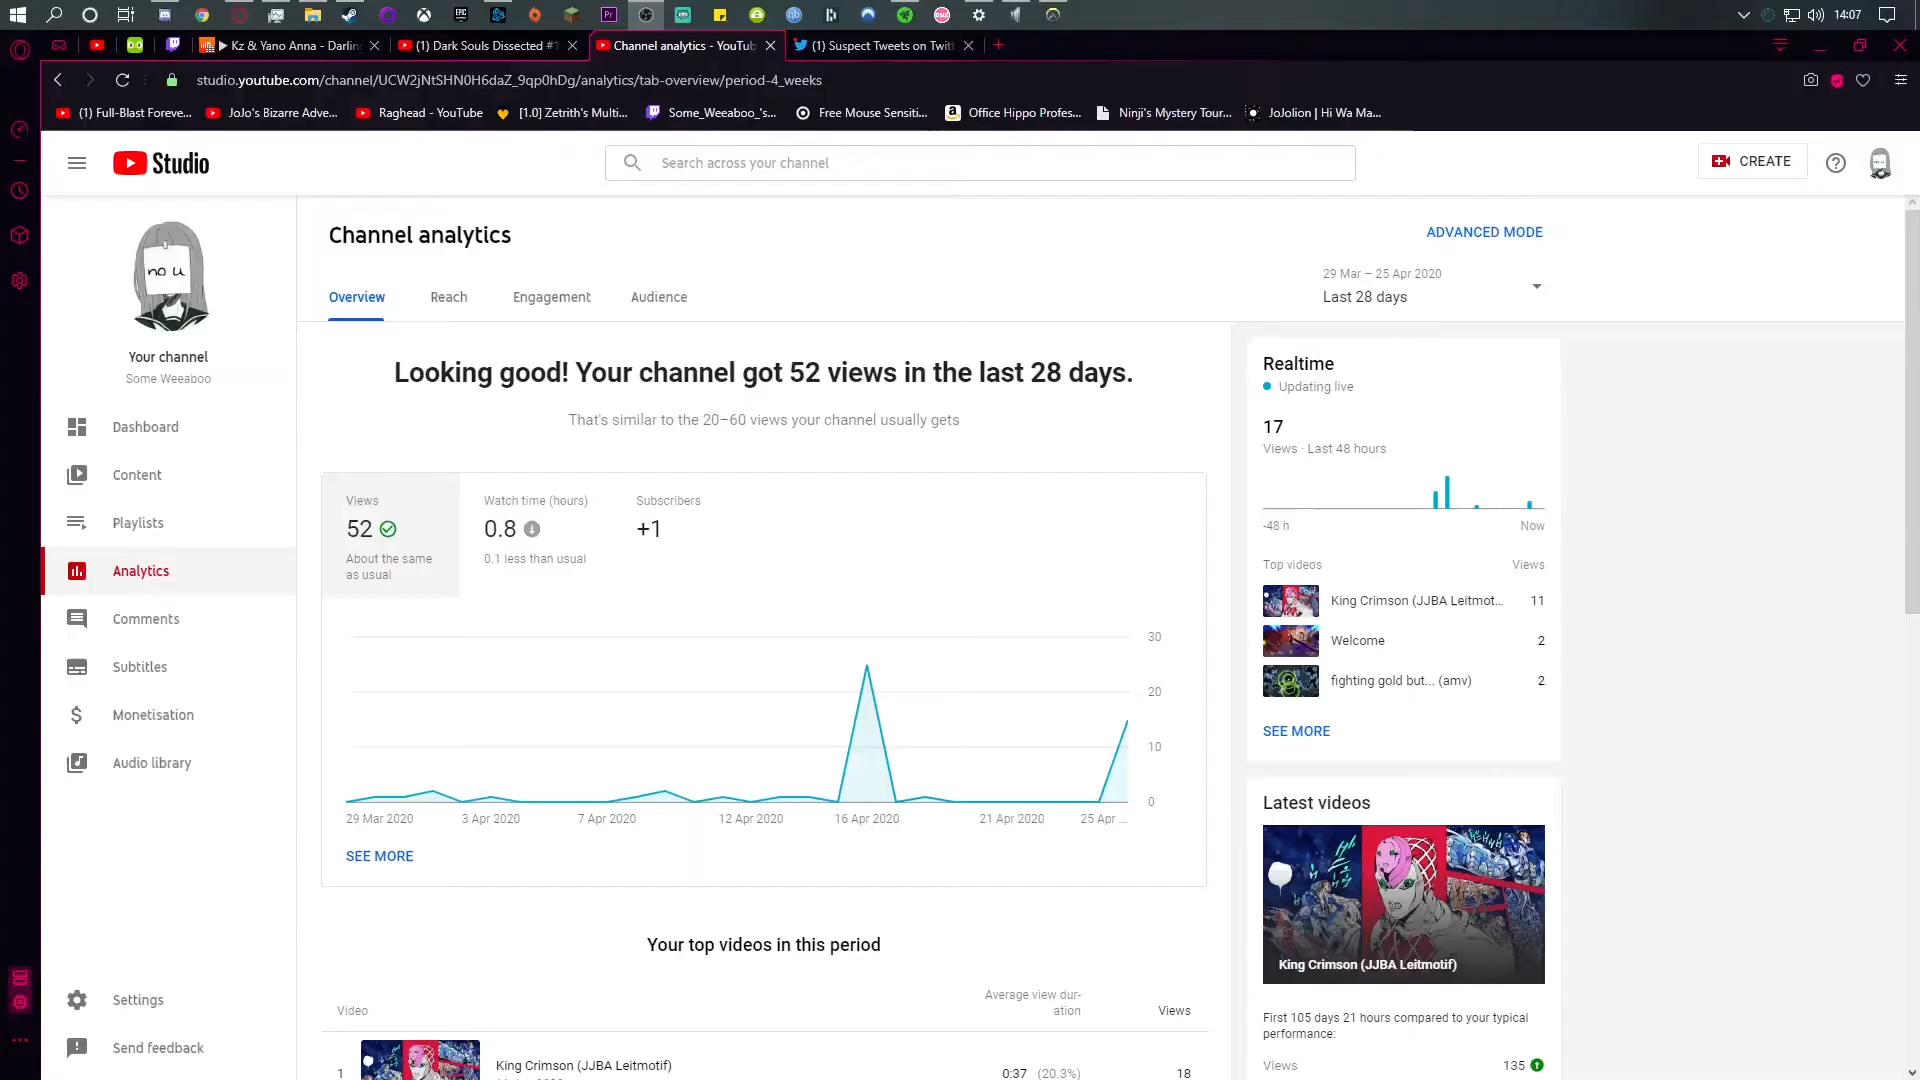 14:07
Kz & Yano Anna - Darlin
(1) Dark Souls Dissected #1
Channel analytics - YouTub
(1) Suspect Tweets on Twitt
studio.youtube.com/channel/UCW2jNtSHN0H6daZ_9qp0hDg/analytics/tab-overview/period-4_weeks
(1) Full-Blast Foreve...
JoJo's Bizarre Adve...
Raghead - YouTube
[1.0] Zetrith's Multi...
Some_Weeaboo_'s...
Free Mouse Sensiti...
Office Hippo Profes...
Ninji's Mystery Tour...
JoJolion | Hi Wa Ma...
Studio
Search across your channel
CREATE
no u
Your channel
Some Weeaboo
Dashboard
Content
Playlists
Analytics
Comments
Subtitles
Monetisation
Audio library
Settings
Send feedback
Channel analytics
ADVANCED MODE
29 Mar – 25 Apr 2020
Last 28 days
Overview
Reach
Engagement
Audience
Looking good! Your channel got 52 views in the last 28 days.
That's similar to the 20–60 views your channel usually gets
Views
52
About the same
as usual
Watch time (hours)
0.8
0.1 less than usual
Subscribers
+1
30
20
10
0
29 Mar 2020
3 Apr 2020
7 Apr 2020
12 Apr 2020
16 Apr 2020
21 Apr 2020
25 Apr ...
SEE MORE
Your top videos in this period
Video
Average view dur-
ation
Views
1
King Crimson (JJBA Leitmotif)
0:37 (20.3%)
18
Realtime
Updating live
17
Views · Last 48 hours
-48 h
Now
Top videos
Views
King Crimson (JJBA Leitmot...
11
Welcome
2
fighting gold but... (amv)
2
SEE MORE
Latest videos
King Crimson (JJBA Leitmotif)
First 105 days 21 hours compared to your typical
performance:
Views
135